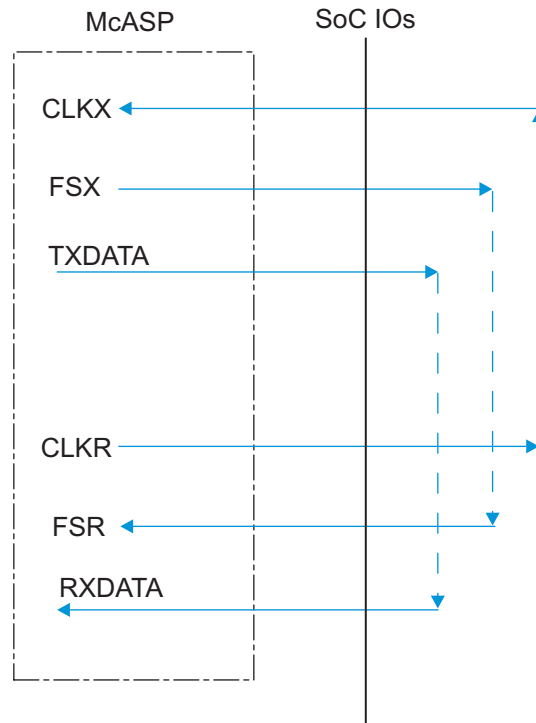 McASP
SoC IOs
CLKX
FSX
TXDATA
CLKR
FSR
RXDATA